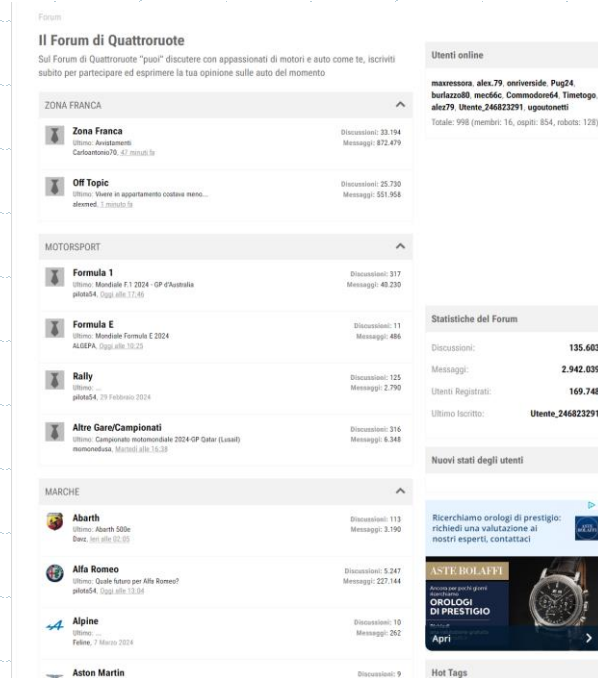 Forum
Il Forum di Quattroruote
Sul Forum di Quattroruote "puoi" discutere con appassionati di motori e auto come te, iscriviti
subito per partecipare ed esprimere la tua opinione sulle auto del momento
ZONA FRANCA
Zona Franca
Ultimo: Avvistamenti
Carloantonio70, 47 minuti fa
Discussioni: 33.194
Messaggi: 872.479
Off Topic
Ultimo: Vivere in appartamento costava meno...
alexmed, 1 minuto fa
Discussioni: 25.730
Messaggi: 551.958
MOTORSPORT
Formula 1
Ultimo: Mondiale F.1 2024 - GP d'Australia
pilota54, Oggi alle 17:46
Discussioni: 317
Messaggi: 40.230
Formula E
Ultimo: Mondiale Formula E 2024
ALGEPA, Oggi alle 10:25
Discussioni: 11
Messaggi: 486
Rally
Ultimo: ...
pilota54, 29 Febbraio 2024
Discussioni: 125
Messaggi: 2.790
Altre Gare/Campionati
Ultimo: Campionato motomondiale 2024-GP Qatar (Lusail)
momonedusa, Martedì alle 16:38
Discussioni: 316
Messaggi: 6.348
MARCHE
Abarth
Ultimo: Abarth 500e
Davz, Ieri alle 02:05
Discussioni: 113
Messaggi: 3.190
Alfa Romeo
Ultimo: Quale futuro per Alfa Romeo?
pilota54, Oggi alle 13:04
Discussioni: 5.247
Messaggi: 227.144
Alpine
Ultimo: ...
Feline, 7 Marzo 2024
Discussioni: 10
Messaggi: 262
Aston Martin
Discussioni: 9
Utenti online
maxressora, alex.79, onriverside, Pug24,
burlazzo80, mec66c, Commodore64, Timetogo,
alez79, Utente_246823291, ugoutonetti
Totale: 998 (membri: 16, ospiti: 854, robots: 128)
Statistiche del Forum
Discussioni: 135.603
Messaggi: 2.942.039
Utenti Registrati: 169.748
Ultimo Iscritto: Utente_246823291
Nuovi stati degli utenti
Ricerchiamo orologi di prestigio:
richiedi una valutazione ai
nostri esperti, contattaci
ASTE BOLAFFI
Ancora per pochi giorni
ricerchiamo
OROLOGI
DI PRESTIGIO
Apri
Hot Tags